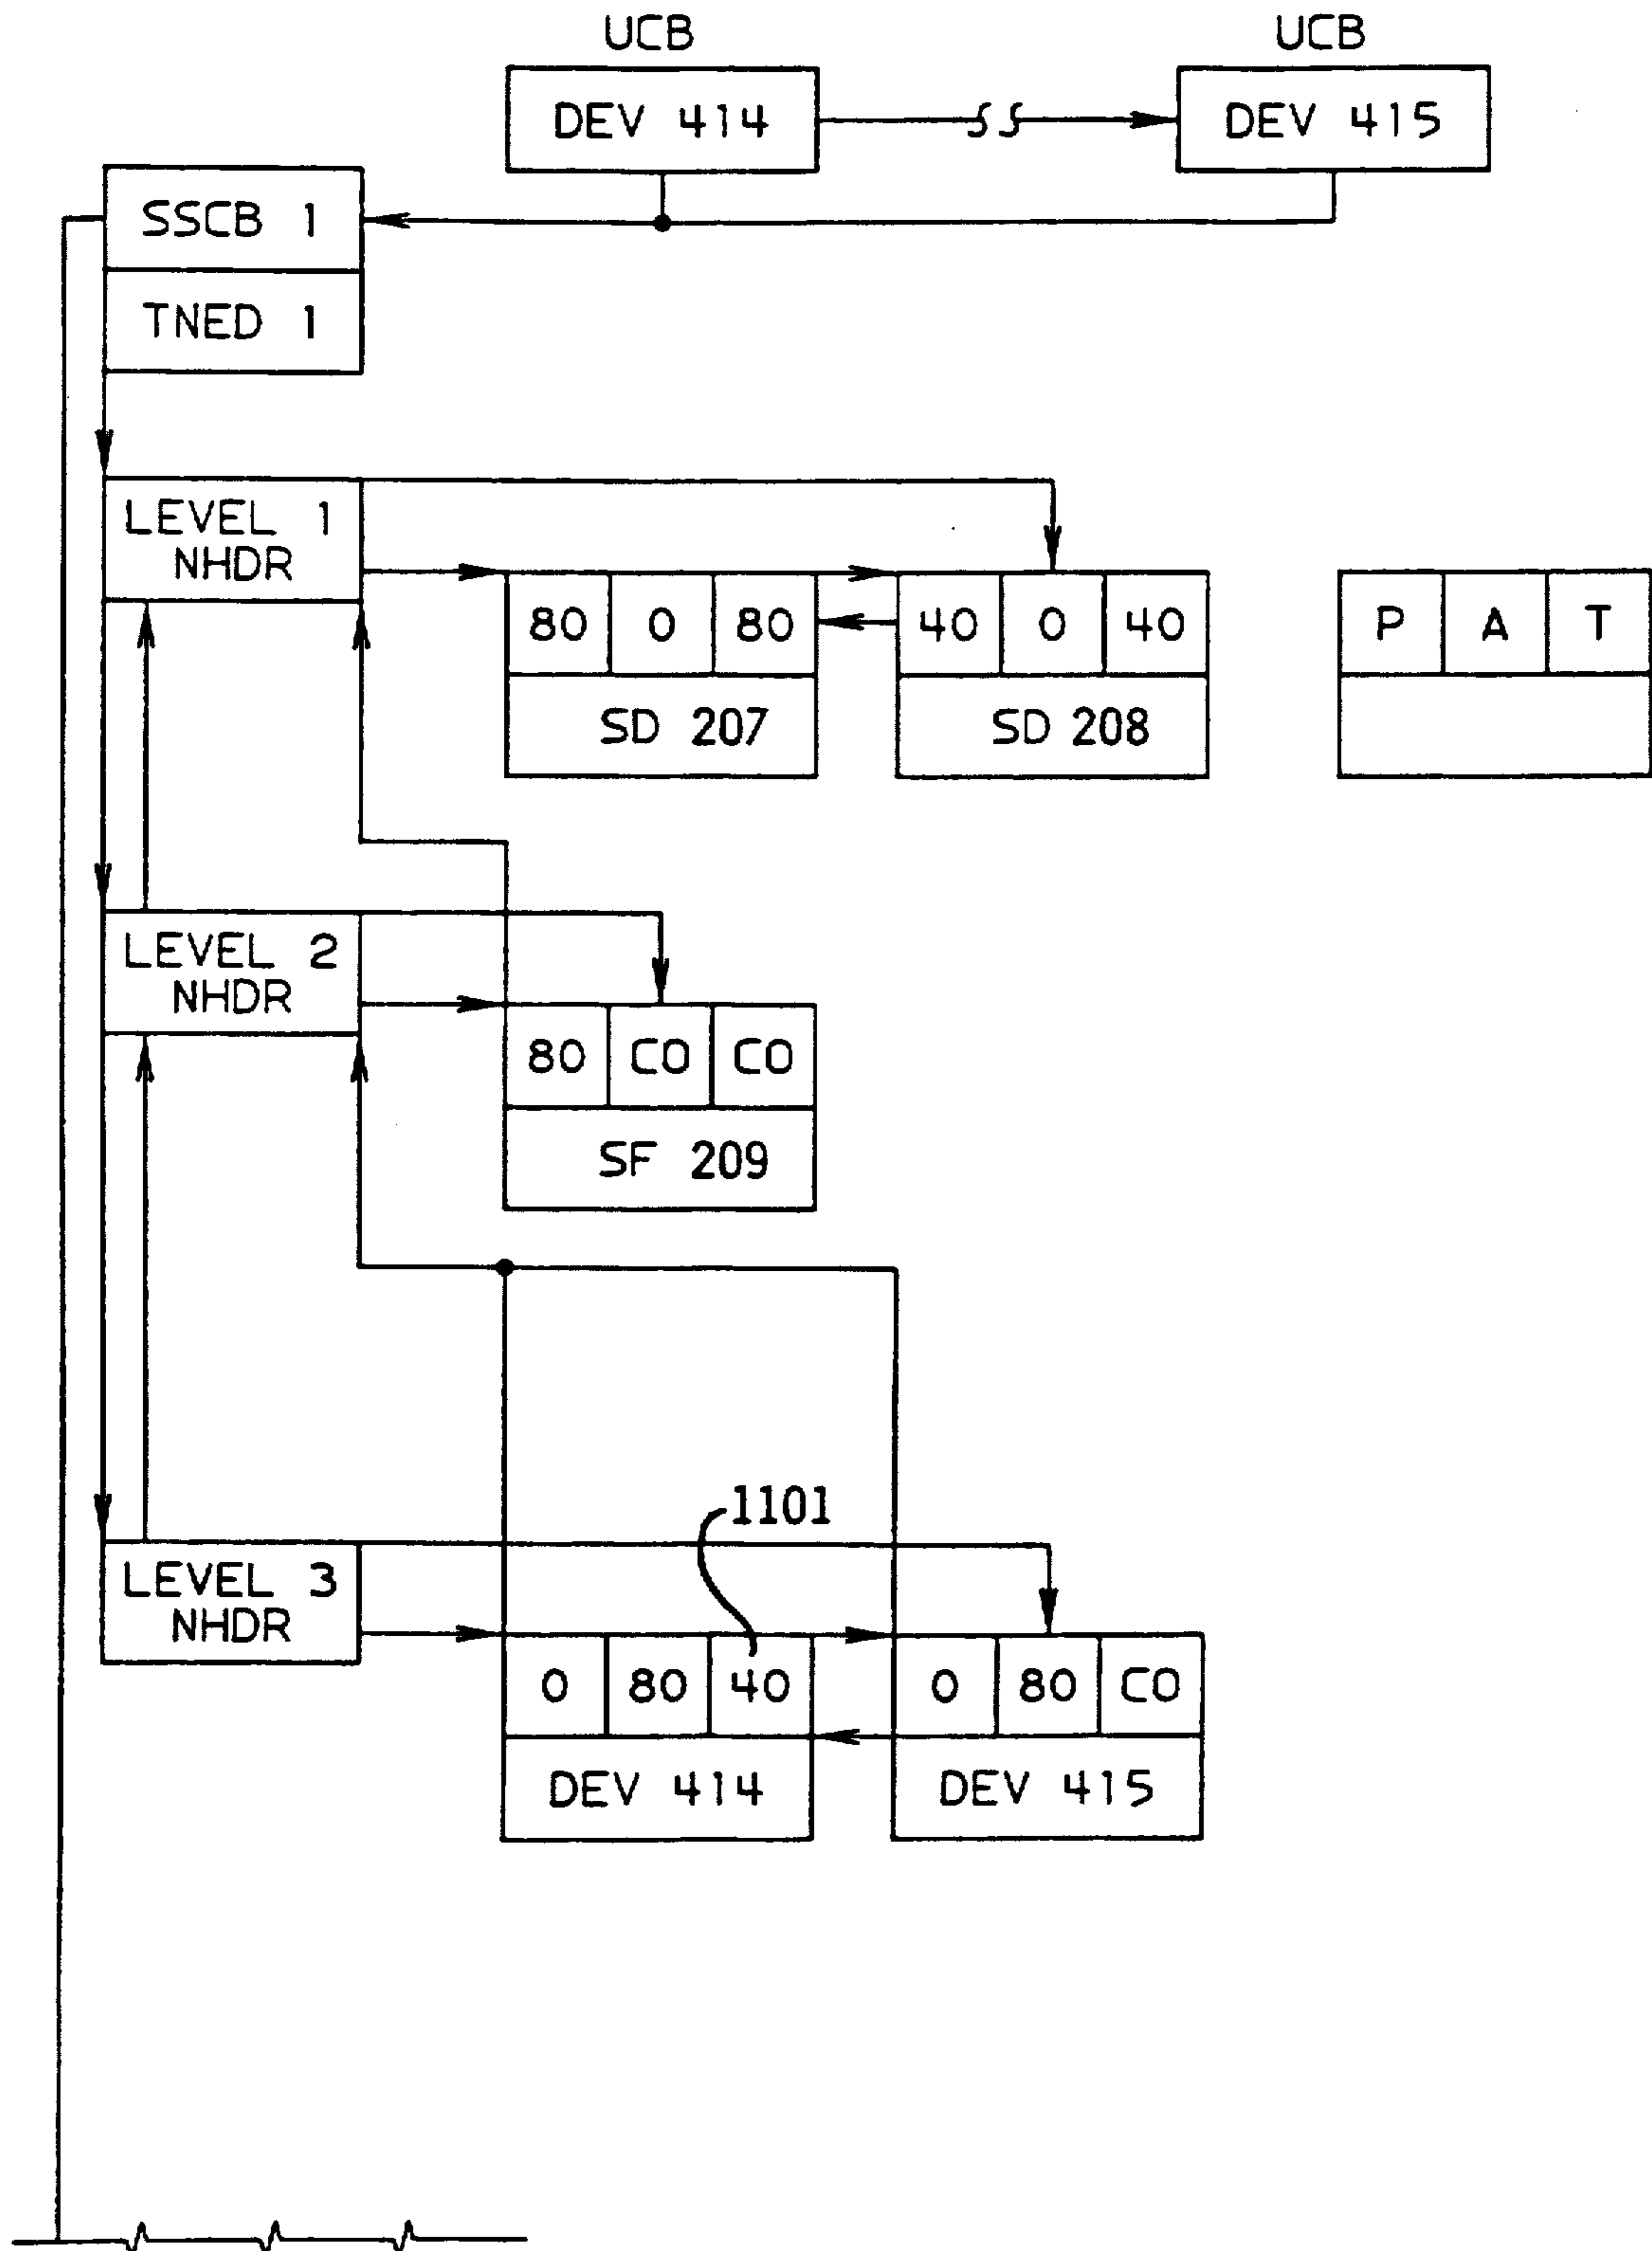 UCB UCB
DEV 414 DEV 415
SSCB 1
TNED 1
LEVEL 1
NHDR
80 0 80 40 0 40 P A T
SD 207 SD 208
LEVEL 2
NHDR
80 C0 C0
SF 209
1101
LEVEL 3
NHDR
0 80 40 0 80 C0
DEV 414 DEV 415